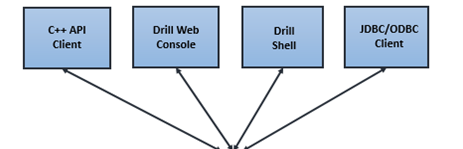 C++ API
Client
Drill Web
Console
Drill
Shell
JDBC/ODBC
Client